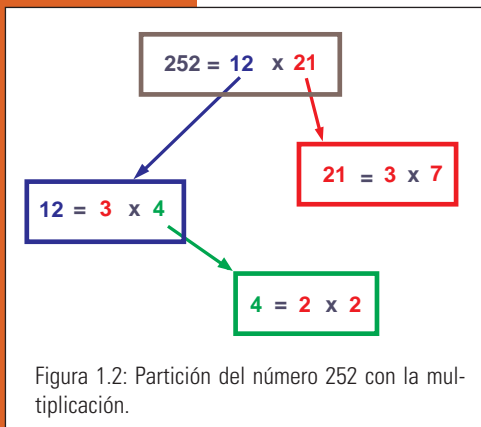 252 = 12 x 21
21 = 3 x 7
12 = 3 x 4
4 = 2 x 2
Figura 1.2: Partición del número 252 con la mul-
tiplicación.